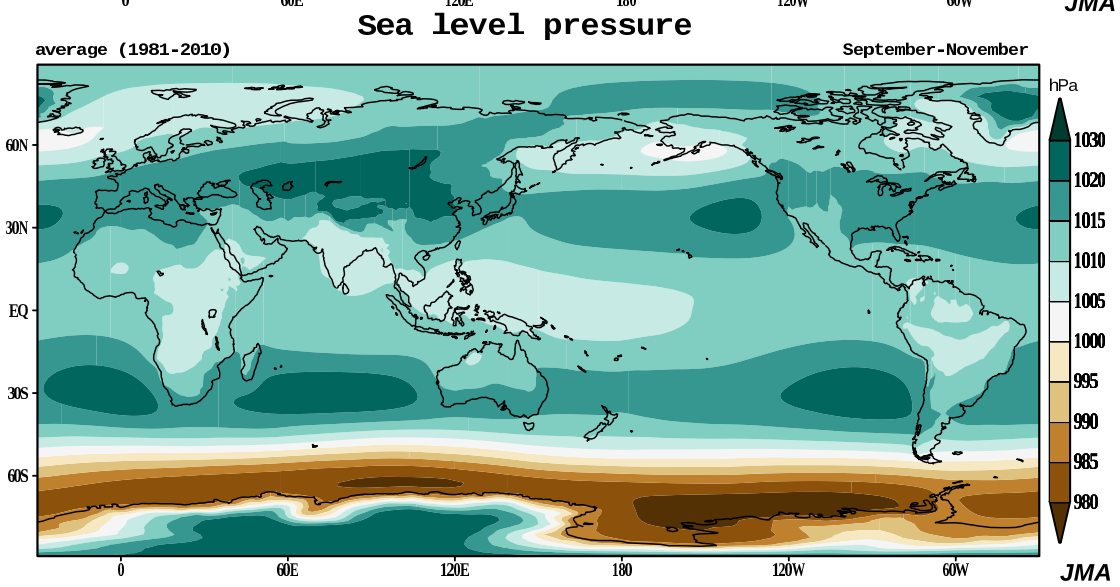 0 60E 120E 180 120W 60W JMA
Sea level pressure
average (1981-2010) September-November
hPa
60N
30N
EQ
30S
60S
1030
1020
1015
1010
1005
1000
995
990
985
980
0 60E 120E 180 120W 60W
JMA